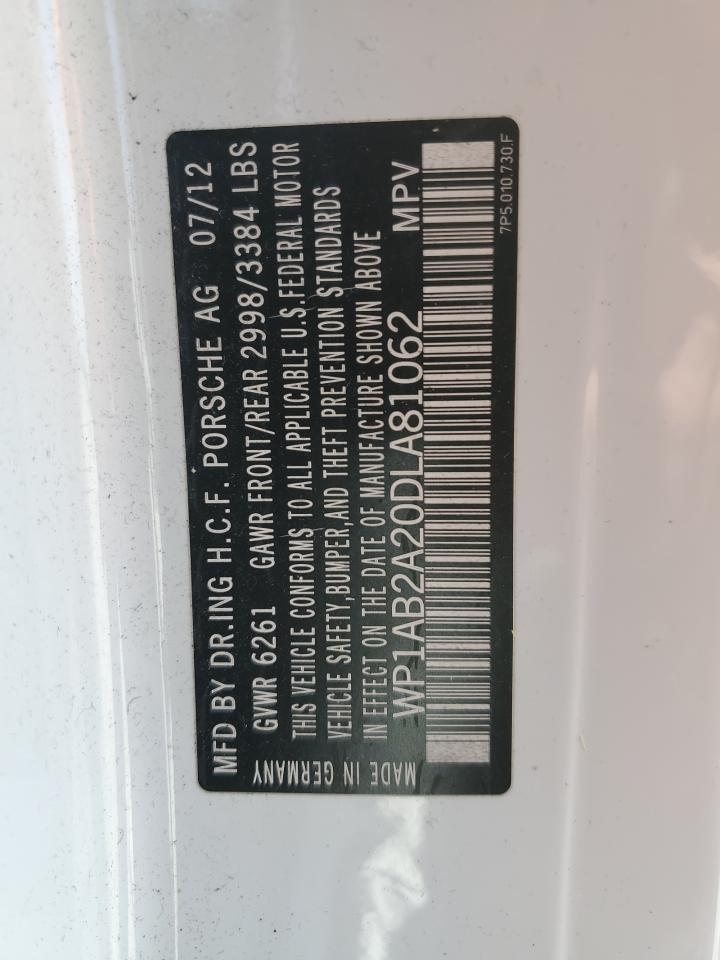 MFD BY DR.ING H.C.F. PORSCHE AG 07/12
GVWR 6261 GAWR FRONT/REAR 2998/3384 LBS
THIS VEHICLE CONFORMS TO ALL APPLICABLE U.S.FEDERAL MOTOR
VEHICLE SAFETY,BUMPER,AND THEFT PREVENTION STANDARDS
IN EFFECT ON THE DATE OF MANUFACTURE SHOWN ABOVE
WP1AB2A20DLA81062 MPV
MADE IN GERMANY
7P5.010.730.F